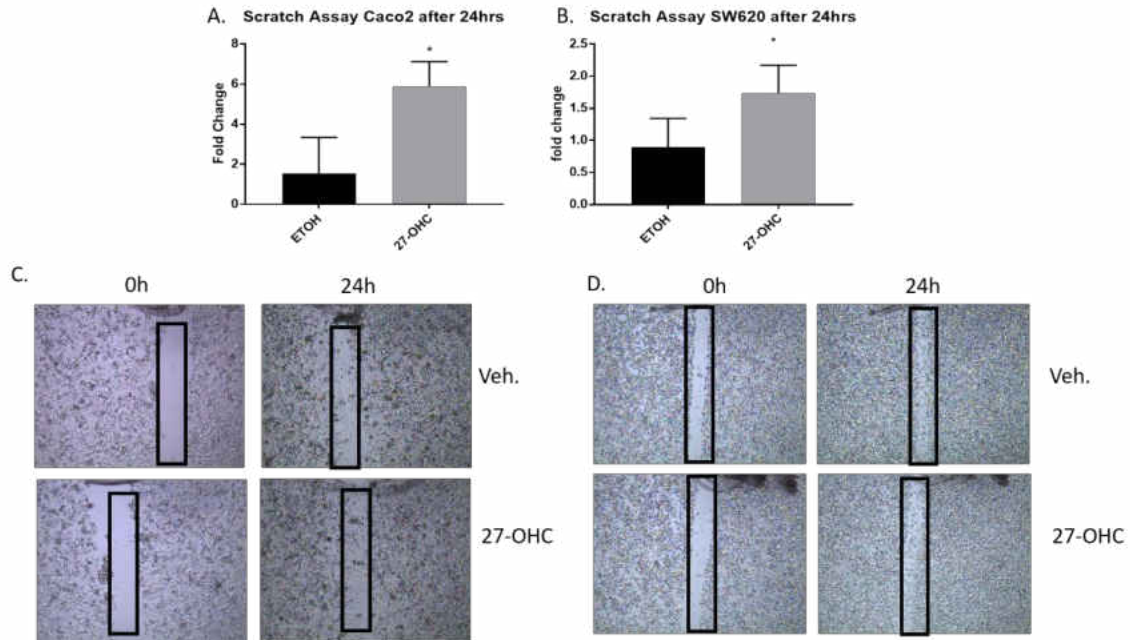 A. Scratch Assay Caco2 after 24hrs
8
6
4
2
0
Fold Change
*
ETOH
27-OHC
B. Scratch Assay SW620 after 24hrs
2.5
2.0
1.5
1.0
0.5
0.0
fold change
*
ETOH
27-OHC
C.
0h
24h
Veh.
27-OHC
D.
0h
24h
Veh.
27-OHC